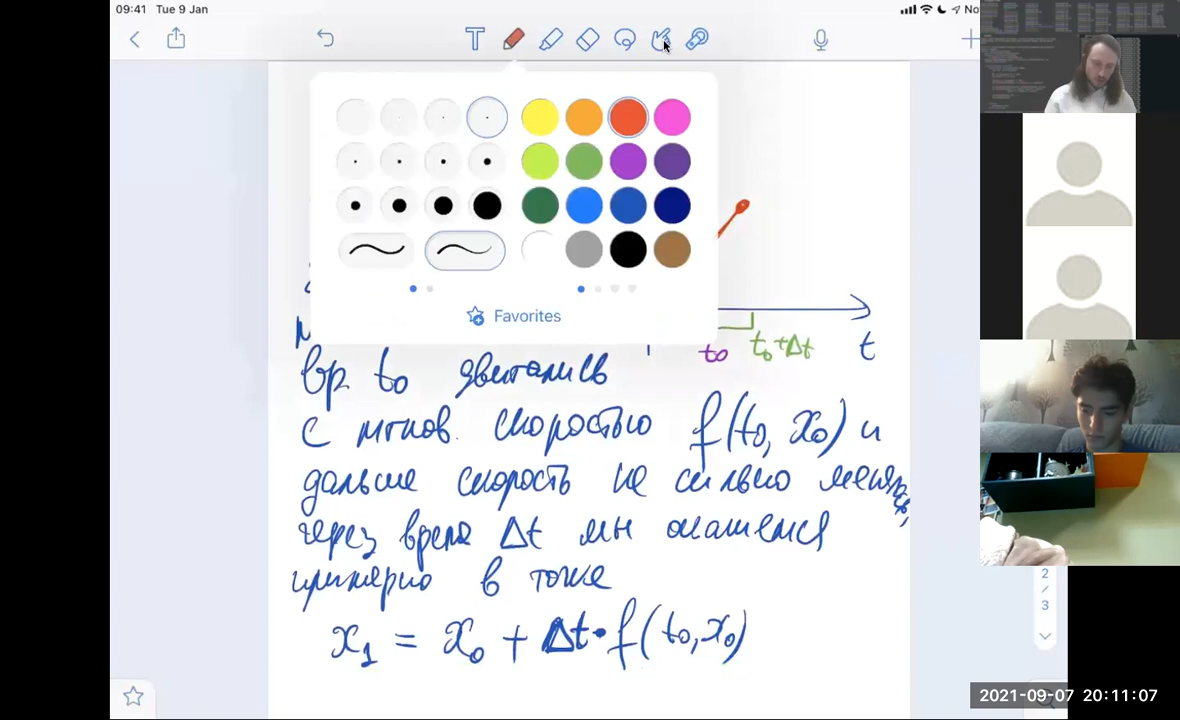 09:41 Tue 9 Jan
T
Favorites
t₀ t₀+Δt t
вр t₀ двигались
с мгнов. скоростью f(t₀, x₀) и
дальше скорость не сильно
через время Δt мы окажемся
примерно в точке
x₁ = x₀ + Δt·f(t₀,x₀)
2
/
3
2021-09-07 20:11:07